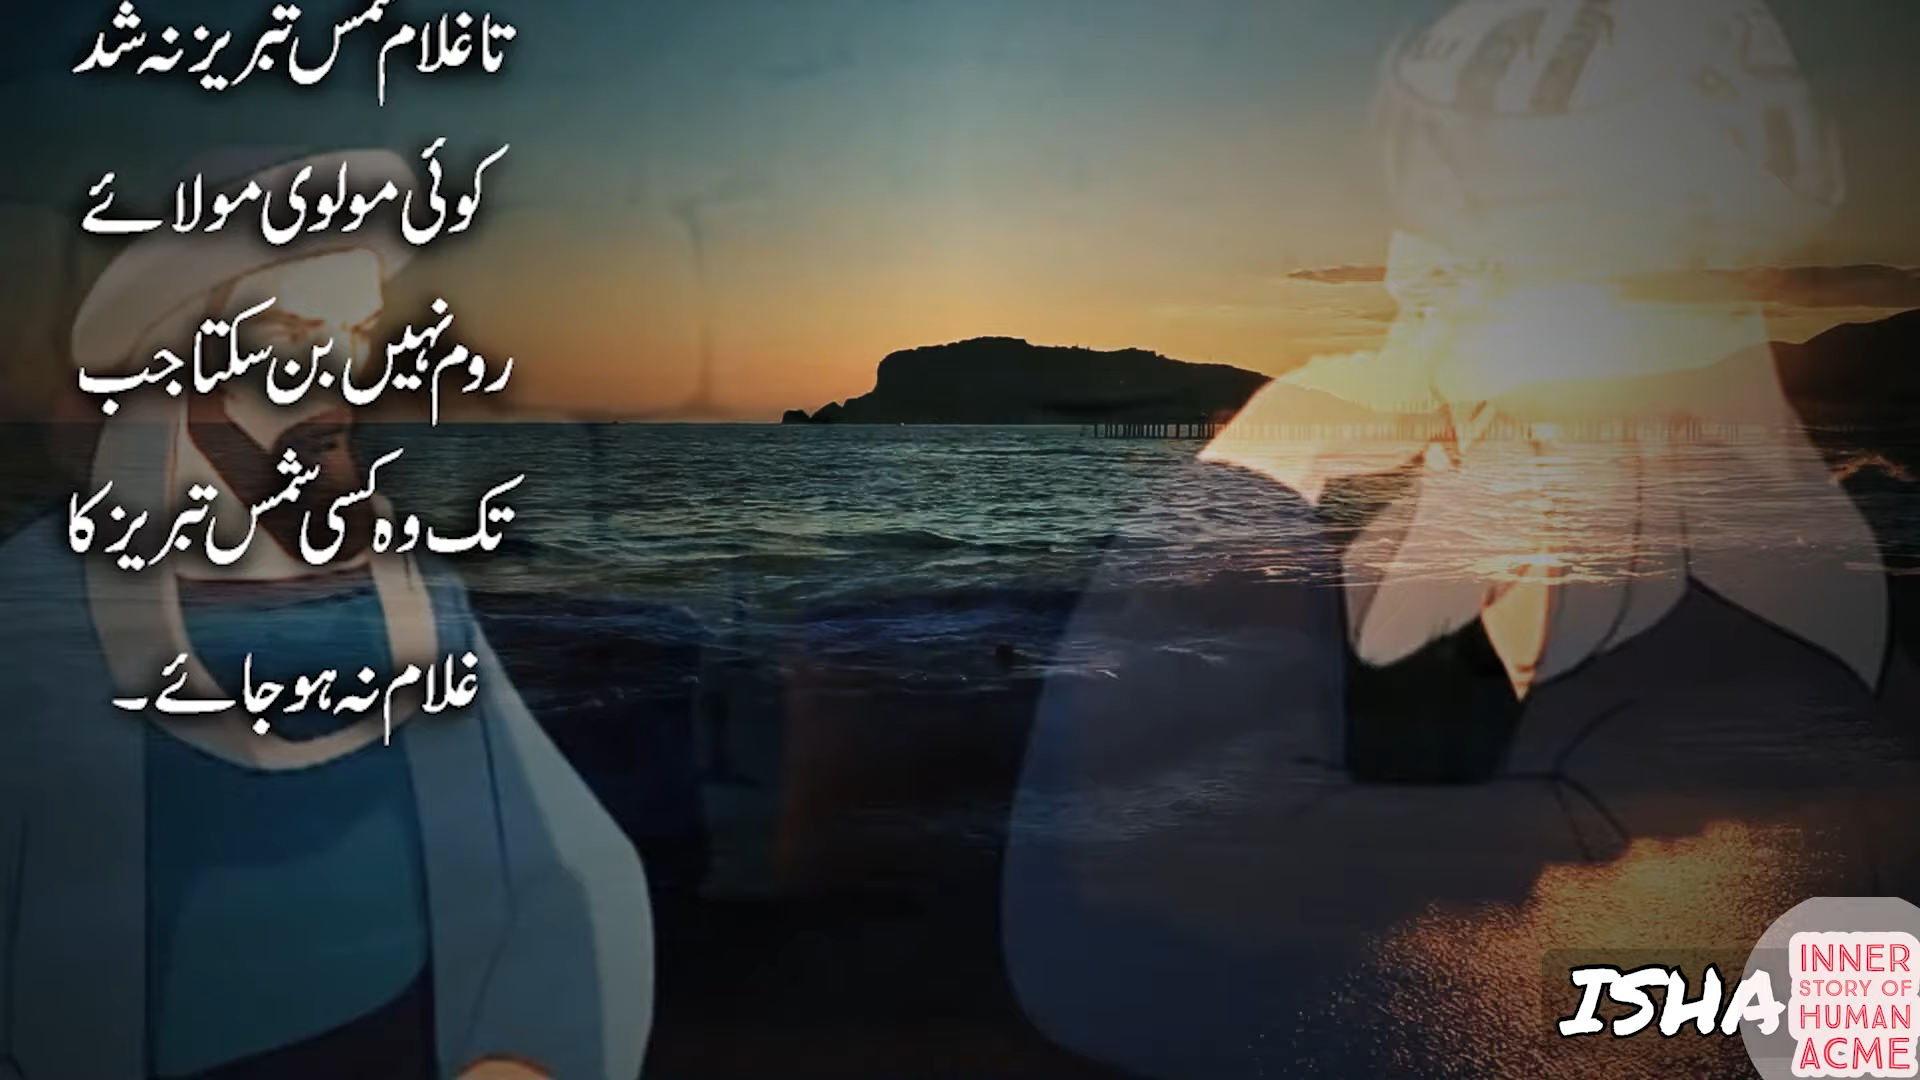 تا غلام شمس تبریز نہ شد
کوئی مولوی مولائے
روم نہیں بن سکتا جب
تک وہ کسی شمس تبریز کا
غلام نہ ہو جائے۔
ISHA
INNER
STORY OF
HUMAN
ACME